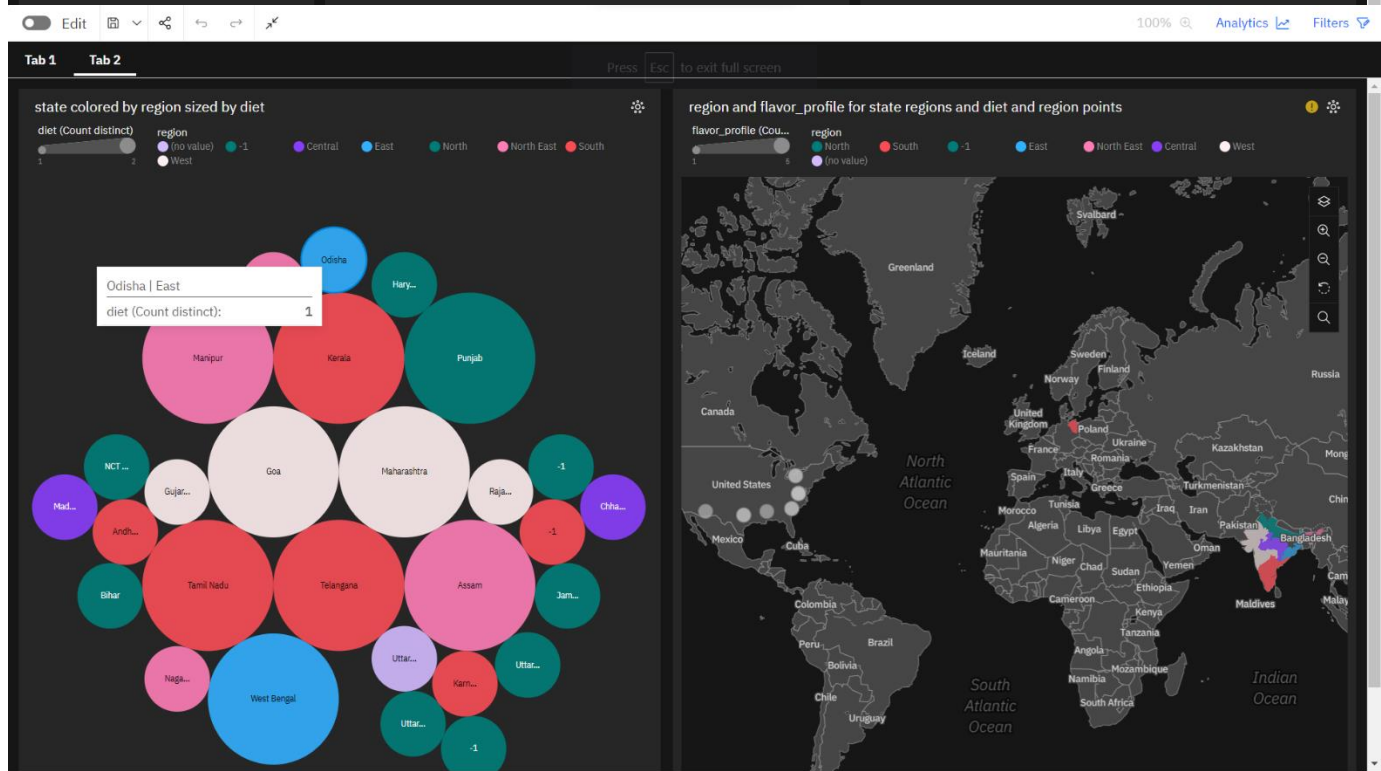 Edit
100%
Analytics
Filters
Tab 1 Tab 2
Press Esc to exit full screen
state colored by region sized by diet
diet (Count distinct)
1 2
region
(no value) -1 Central East North North East South
West
Odisha
Hary...
Odisha | East
diet (Count distinct): 1
Manipur Kerala Punjab
Goa Maharashtra
NCT ... Gujar... Raja... -1
Mad... Andh... -1 Chha...
Bihar Tamil Nadu Telangana Assam Jam...
Naga... West Bengal Uttar... Karn... Uttar...
Uttar... -1
region and flavor_profile for state regions and diet and region points
flavor_profile (Cou...
1 5
region
North South -1 East North East Central West
(no value)
Svalbard
Greenland
Iceland
Sweden
Finland
Norway
Russia
Canada
United
Kingdom
Poland
Ukraine
France
Romania
Kazakhstan
Mong
North
Atlantic
Ocean
United States
Spain
Italy
Greece
Turkmenistan
Chin
Morocco
Tunisia
Iraq
Iran
Mexico
Cuba
Algeria
Libya
Egypt
Pakistan
Bangladesh
Oman
Mauritania
Niger
Chad
Sudan
Yemen
Cam
Colombia
Cameroon
Ethiopia
Maldives
Malay
Kenya
Peru
Brazil
Tanzania
Angola
Bolivia
Mozambique
Namibia
Chile
South
Atlantic
Ocean
South Africa
Indian
Ocean
Uruguay